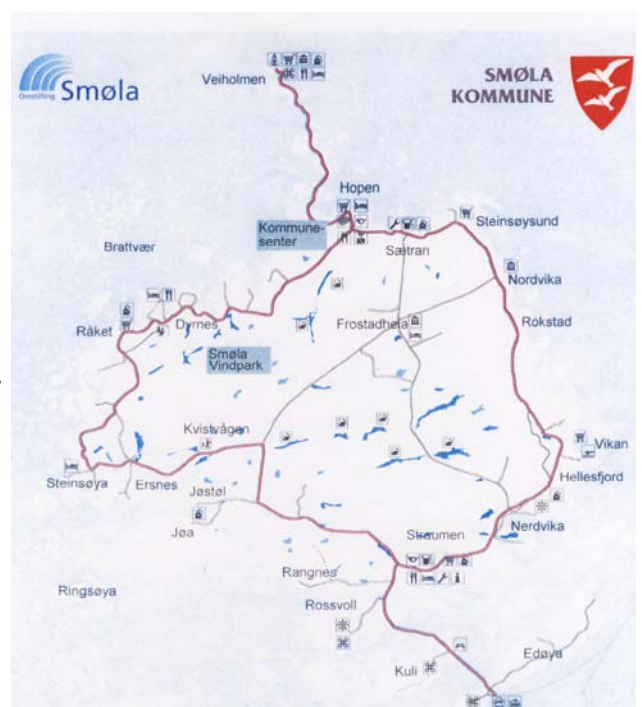 Omstilling Smøla
SMØLA
KOMMUNE
Veiholmen
Hopen
Kommune-
senter
Steinsøysund
Sætran
Brattvær
Nordvika
Råket
Dyrnes
Frostadheia
Rokstad
Smøla
Vindpark
Kvistvågen
Vikan
Steinsøya
Ersnes
Jøstøl
Hellesfjord
Jøa
Straumen
Nerdvika
Rangnes
Ringsøya
Rossvoll
Kuli
Edøya